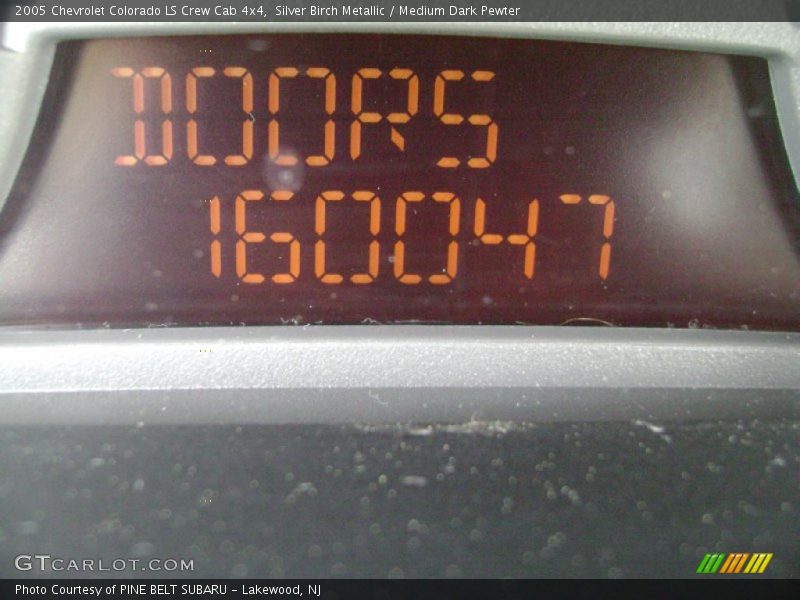 2005 Chevrolet Colorado LS Crew Cab 4x4, Silver Birch Metallic / Medium Dark Pewter
DOORS
160047
GTCARLOT.COM
Photo Courtesy of PINE BELT SUBARU - Lakewood, NJ